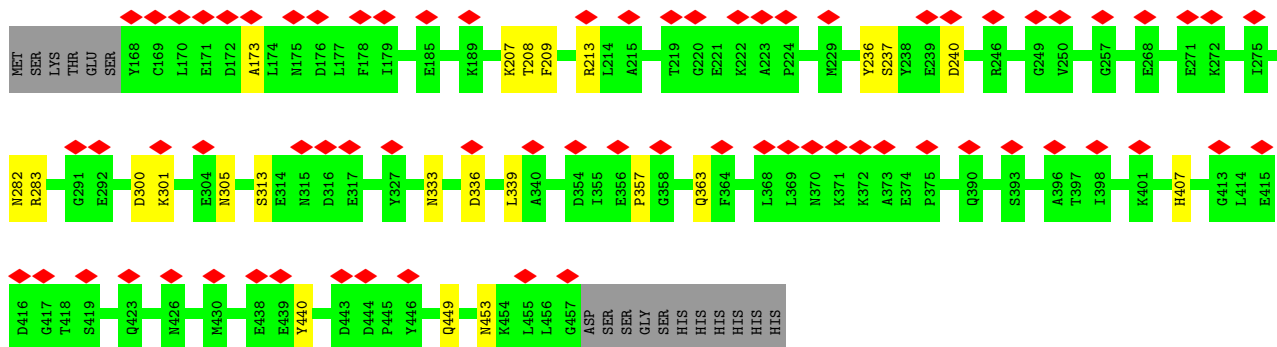 MET SER LYS THR GLU SER Y168 C169 L170 E171 D172 A173 L174 N175 D176 L177 F178 I179 E185 K189 K207 T208 F209 R213 L214 A215 T219 G220 E221 K222 A223 P224 M229 Y236 S237 Y238 E239 D240 R246 G249 V250 G257 E268 E271 K272 I275
N282 R283 G291 E292 D300 K301 E304 N305 S313 E314 N315 D316 E317 Y327 N333 D336 L339 A340 D354 I355 E356 P357 G358 Q363 F364 L368 L369 N370 K371 K372 A373 E374 P375 Q390 S393 A396 T397 I398 K401 H407 G413 L414 E415
D416 G417 T418 S419 Q423 N426 M430 E438 E439 Y440 D443 D444 P445 Y446 Q449 N453 K454 L455 L456 G457 ASP SER SER GLY SER HIS HIS HIS HIS HIS HIS HIS